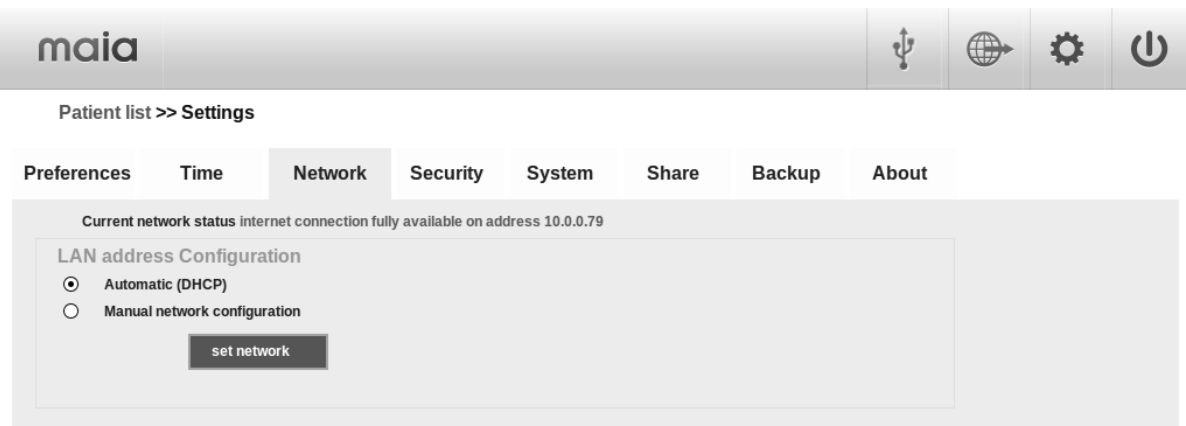 maia
Patient list >> Settings
Preferences Time Network Security System Share Backup About
Current network status internet connection fully available on address 10.0.0.79
LAN address Configuration
Automatic (DHCP)
Manual network configuration
set network